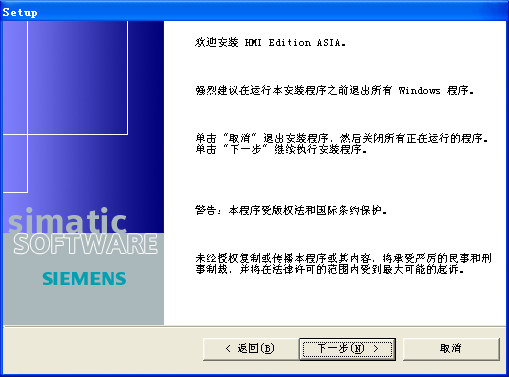 Setup
欢迎安装 HMI Edition ASIA。
强烈建议在运行本安装程序之前退出所有 Windows 程序。
单击“取消”退出安装程序，然后关闭所有正在运行的程序。
单击“下一步”继续执行安装程序。
警告：本程序受版权法和国际条约保护。
未经授权复制或传播本程序或其内容，将承受严厉的民事和刑
事制裁，并将在法律许可的范围内受到最大可能的起诉。
simatic
SOFTWARE
SIEMENS
< 返回(B)
下一步(N) >
取消